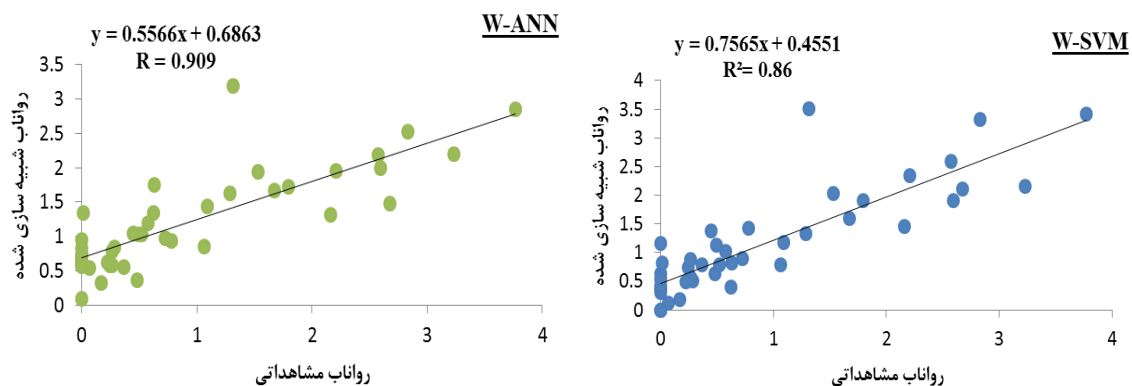 W-ANN
y = 0.5566x + 0.6863
R = 0.909
3.5
3
2.5
2
1.5
1
0.5
0
0 1 2 3 4
رواناب شبیه سازی شده
رواناب مشاهداتی
W-SVM
y = 0.7565x + 0.4551
R²= 0.86
4
3.5
3
2.5
2
1.5
1
0.5
0
0 1 2 3 4
رواناب شبیه سازی شده
رواناب مشاهداتی